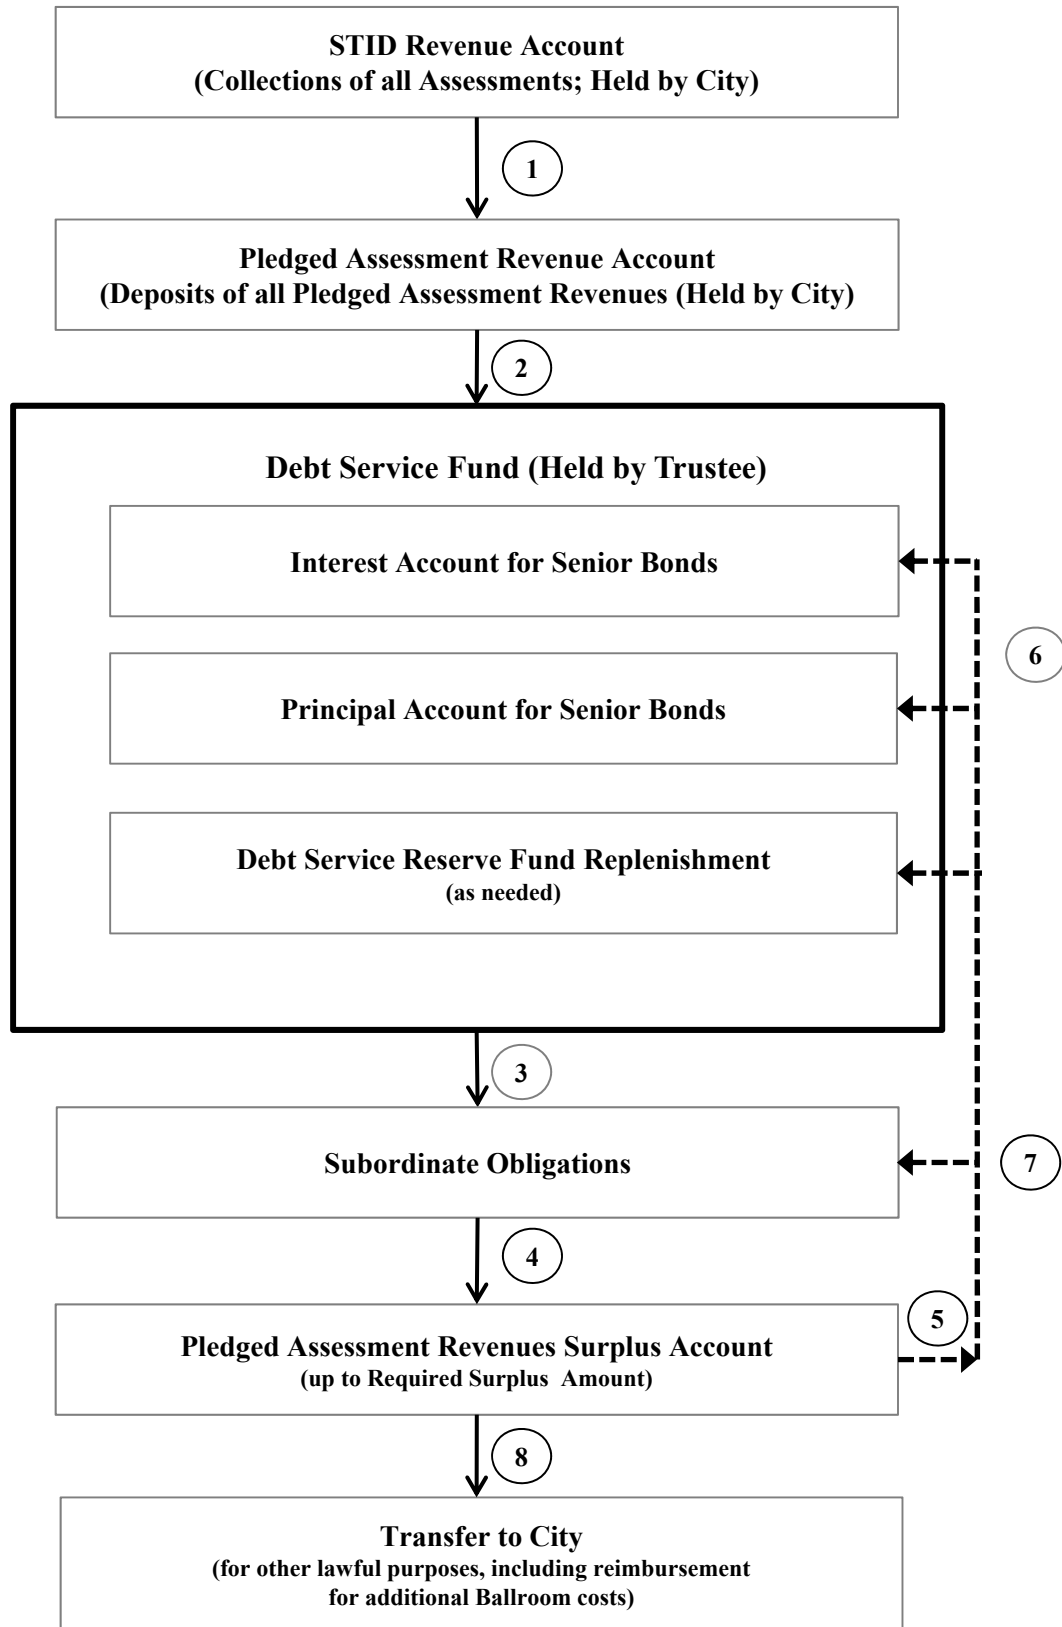 STID Revenue Account
(Collections of all Assessments; Held by City)
1
Pledged Assessment Revenue Account
(Deposits of all Pledged Assessment Revenues (Held by City)
2
Debt Service Fund (Held by Trustee)
Interest Account for Senior Bonds
6
Principal Account for Senior Bonds
Debt Service Reserve Fund Replenishment
(as needed)
3
Subordinate Obligations
7
4
Pledged Assessment Revenues Surplus Account
(up to Required Surplus Amount)
5
8
Transfer to City
(for other lawful purposes, including reimbursement
for additional Ballroom costs)